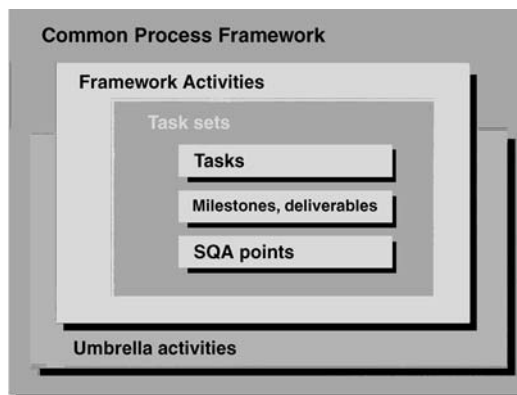 Common Process Framework
Framework Activities
Task sets
Tasks
Milestones, deliverables
SQA points
Umbrella activities